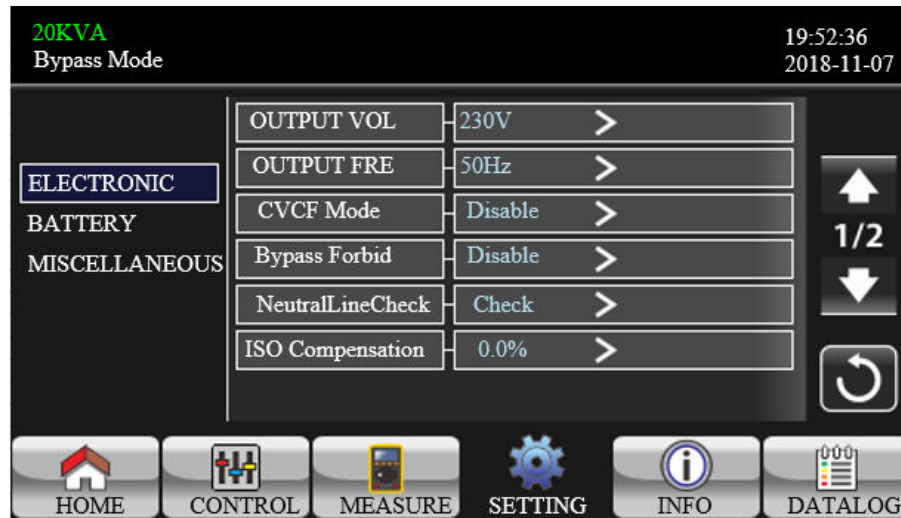 20KVA
Bypass Mode
19:52:36
2018-11-07
ELECTRONIC
BATTERY
MISCELLANEOUS
OUTPUT VOL 230V >
OUTPUT FRE 50Hz >
CVCF Mode Disable >
Bypass Forbid Disable >
NeutralLineCheck Check >
ISO Compensation 0.0% >
1/2
HOME CONTROL MEASURE SETTING INFO DATALOG